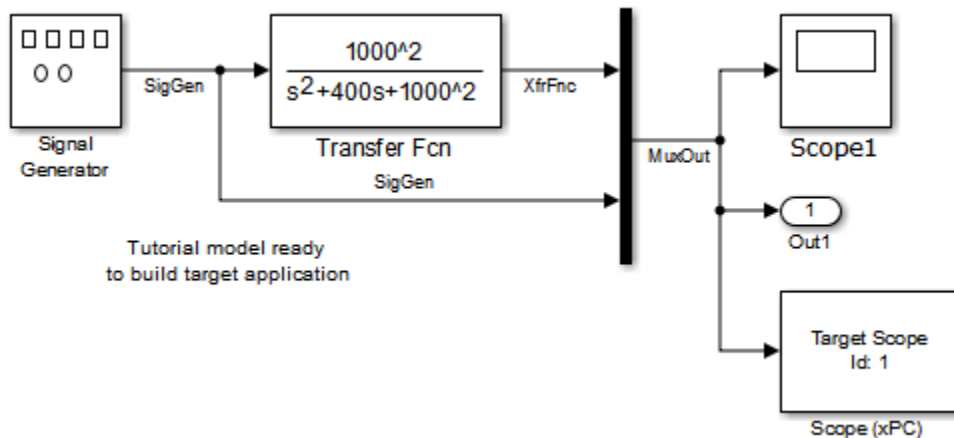 1000^2
s2+400s+1000^2
SigGen
XfrFnc
Signal
Generator
Transfer Fcn
SigGen
MuxOut
Scope1
1
Out1
Tutorial model ready
to build target application
Target Scope
Id: 1
Scope (xPC)